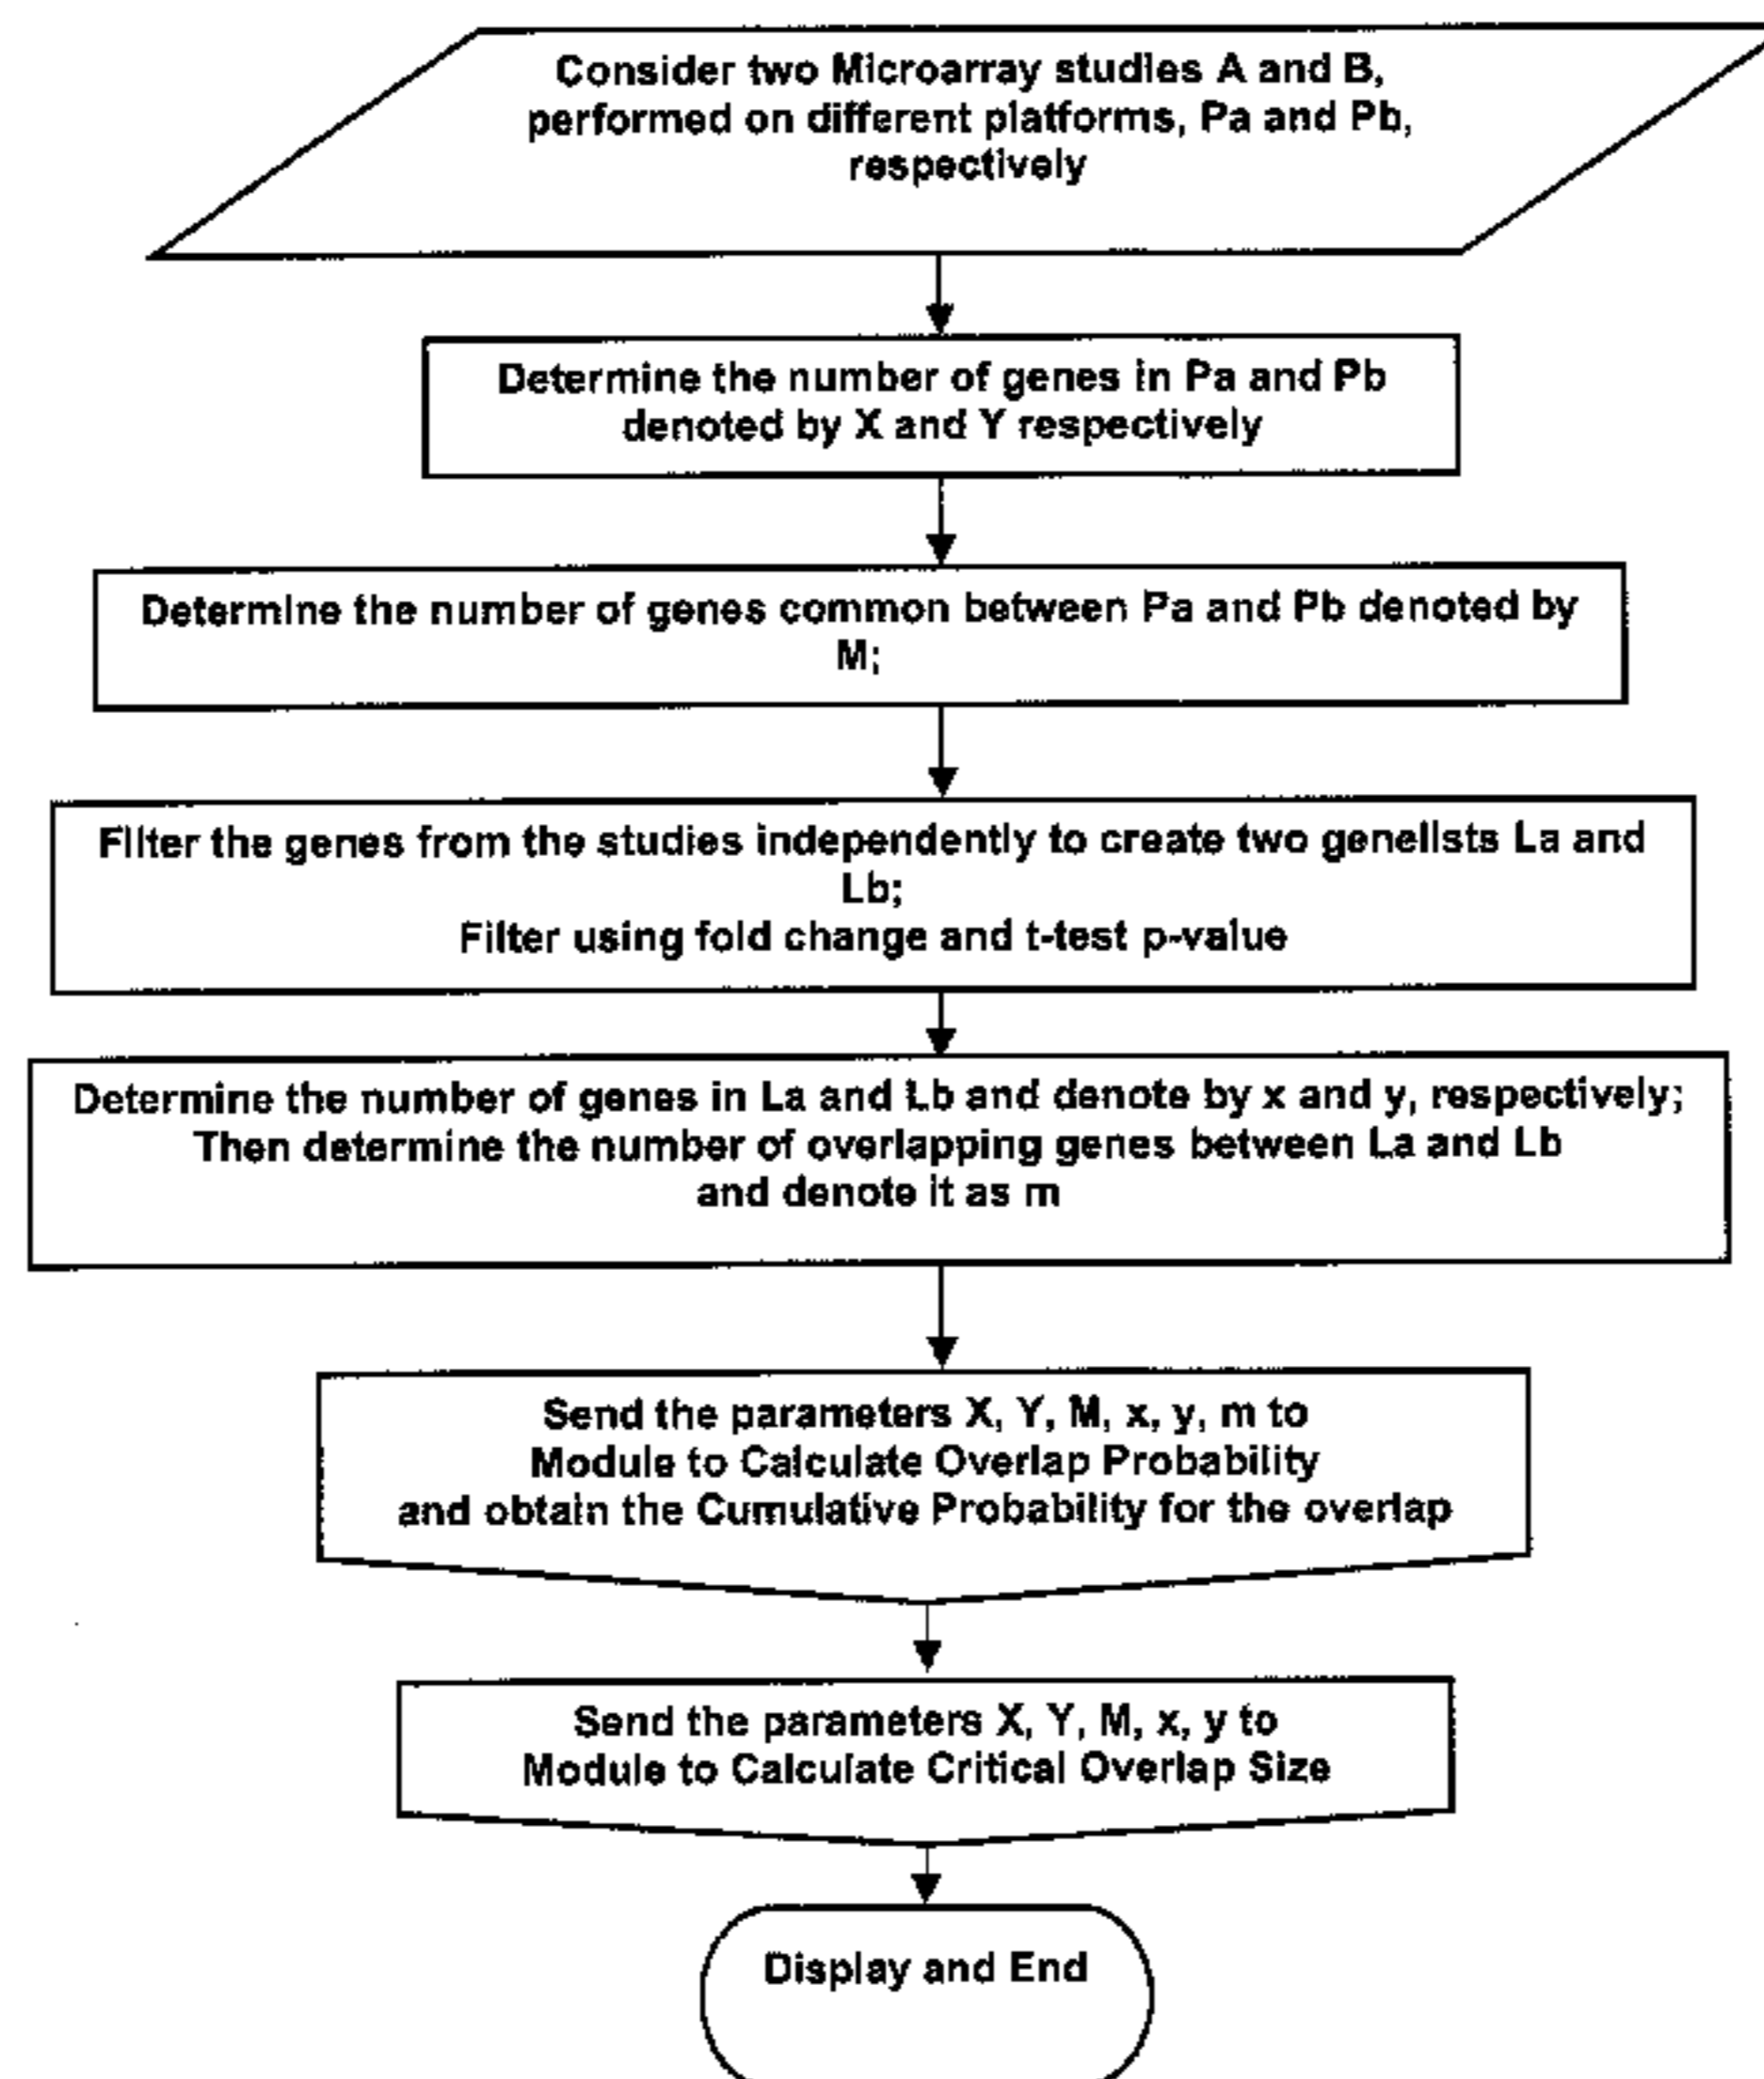 Consider two Microarray studies A and B,
performed on different platforms, Pa and Pb,
respectively
Determine the number of genes in Pa and Pb
denoted by X and Y respectively
Determine the number of genes common between Pa and Pb denoted by
M;
Filter the genes from the studies independently to create two genelists La and
Lb;
Filter using fold change and t-test p-value
Determine the number of genes in La and Lb and denote by x and y, respectively;
Then determine the number of overlapping genes between La and Lb
and denote it as m
Send the parameters X, Y, M, x, y, m to
Module to Calculate Overlap Probability
and obtain the Cumulative Probability for the overlap
Send the parameters X, Y, M, x, y to
Module to Calculate Critical Overlap Size
Display and End